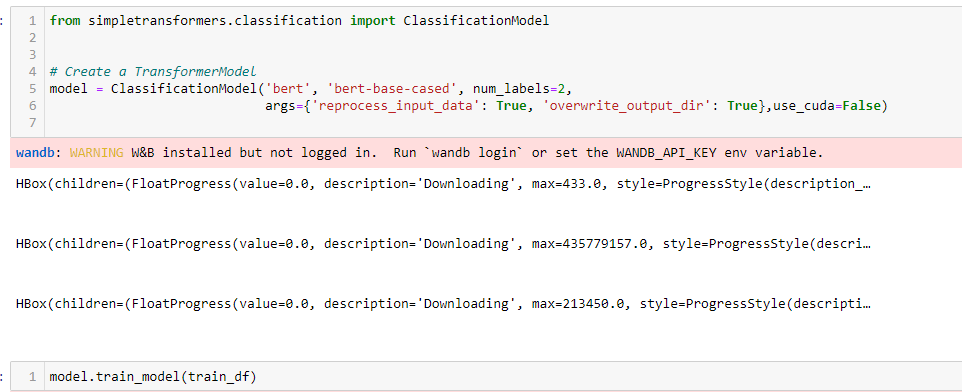 :
1 from simpletransformers.classification import ClassificationModel
2
3
4 # Create a TransformerModel
5 model = ClassificationModel('bert', 'bert-base-cased', num_labels=2,
6 args={'reprocess_input_data': True, 'overwrite_output_dir': True},use_cuda=False)
7
wandb: WARNING W&B installed but not logged in.  Run `wandb login` or set the WANDB_API_KEY env variable.
HBox(children=(FloatProgress(value=0.0, description='Downloading', max=433.0, style=ProgressStyle(description_…
HBox(children=(FloatProgress(value=0.0, description='Downloading', max=435779157.0, style=ProgressStyle(descri…
HBox(children=(FloatProgress(value=0.0, description='Downloading', max=213450.0, style=ProgressStyle(descripti…
: 1 model.train_model(train_df)